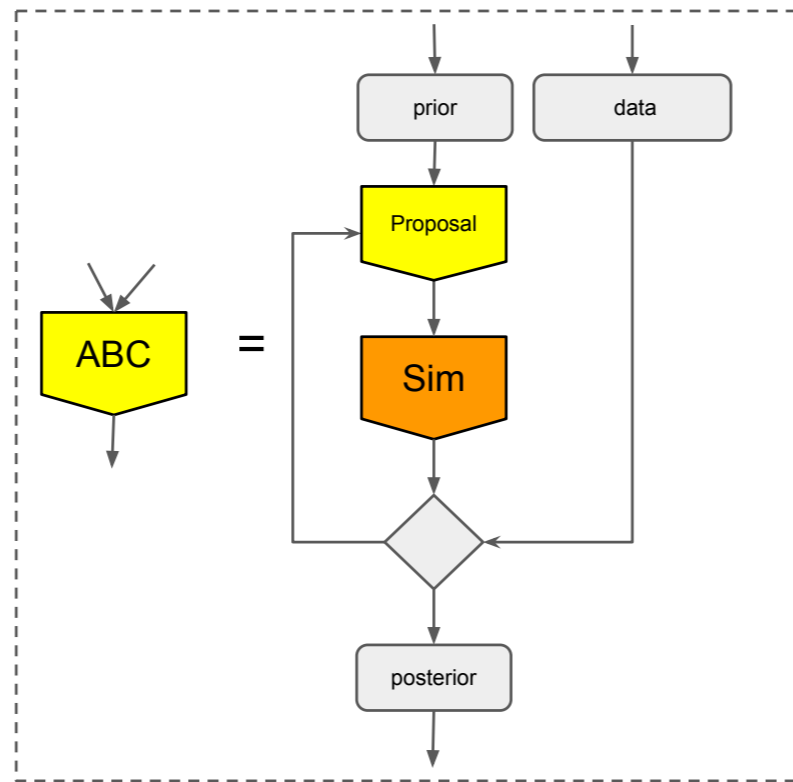 prior
data
Proposal
ABC
=
Sim
posterior